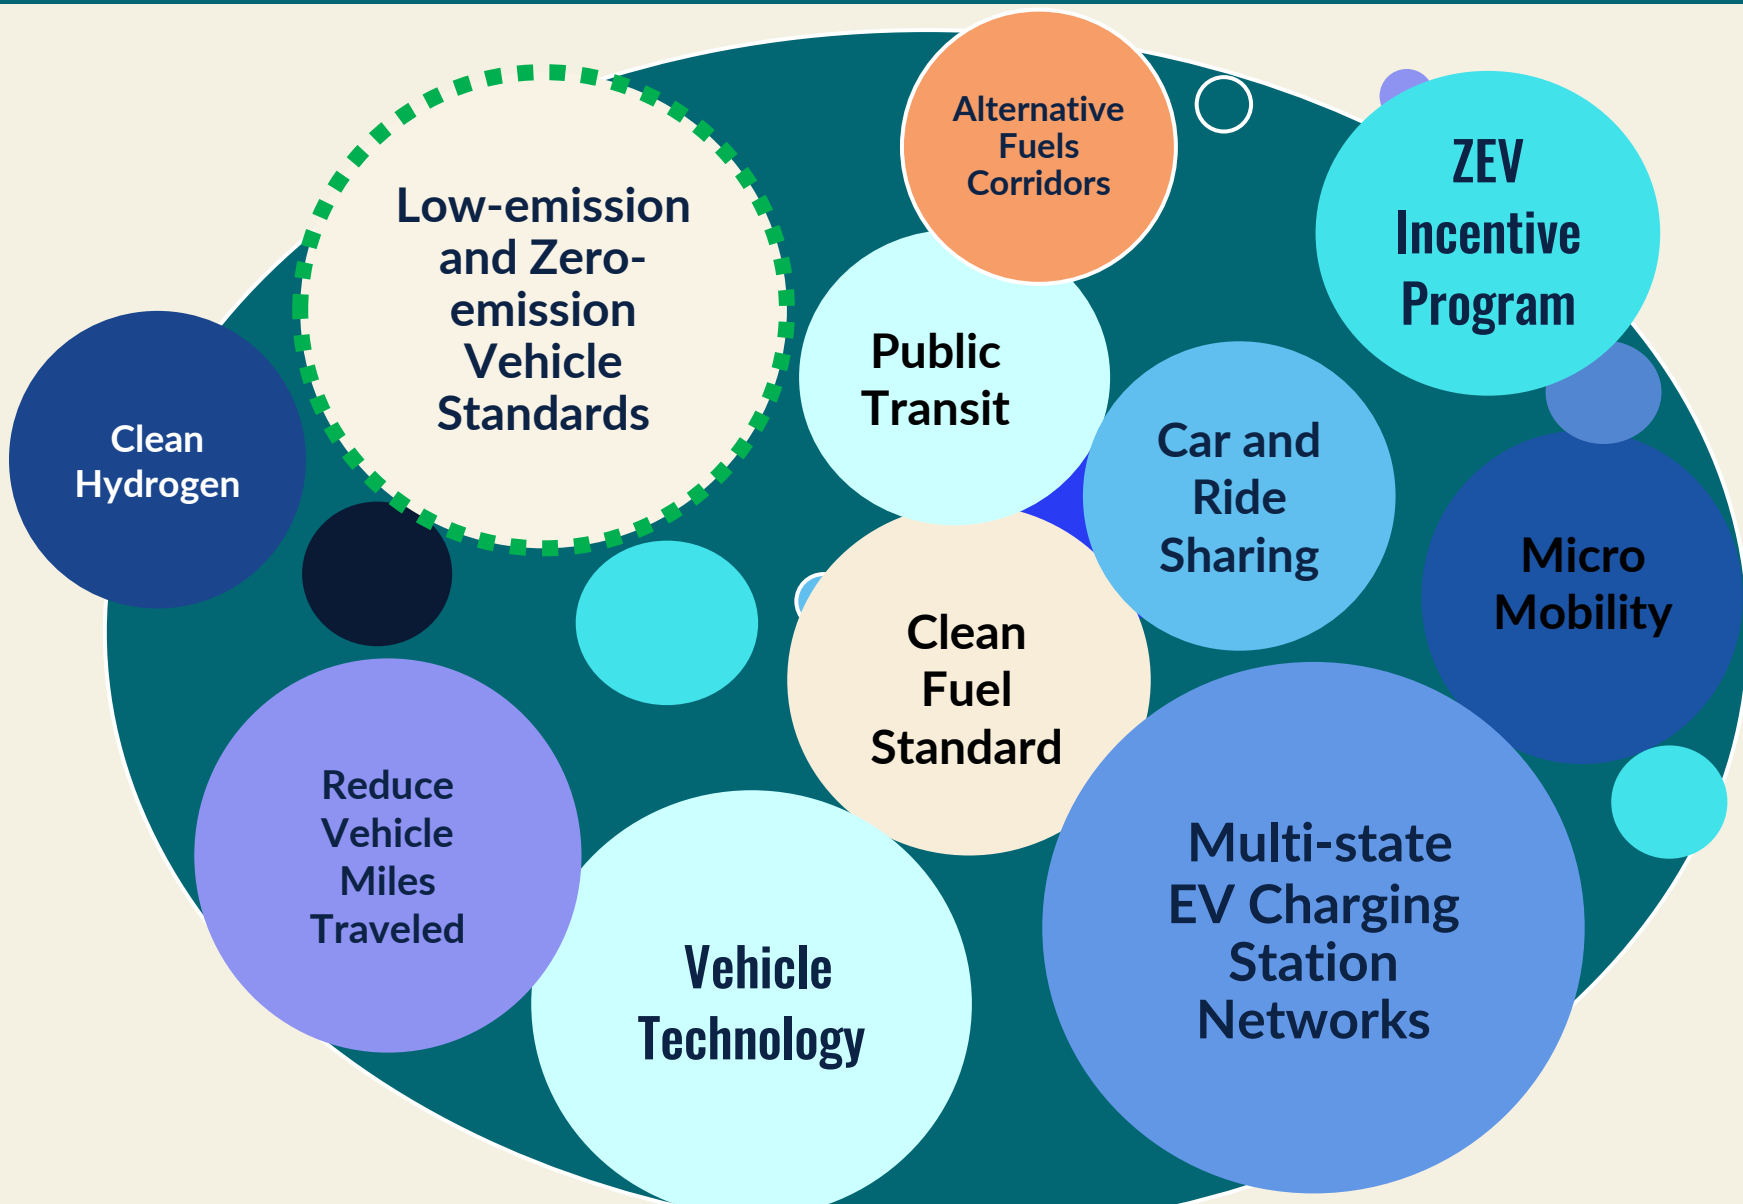 Alternative
Fuels
Corridors
ZEV
Incentive
Program
Low-emission
and Zero-
emission
Vehicle
Standards
Public
Transit
Clean
Hydrogen
Car and
Ride
Sharing
Micro
Mobility
Clean
Fuel
Standard
Reduce
Vehicle
Miles
Traveled
Multi-state
EV Charging
Station
Networks
Vehicle
Technology